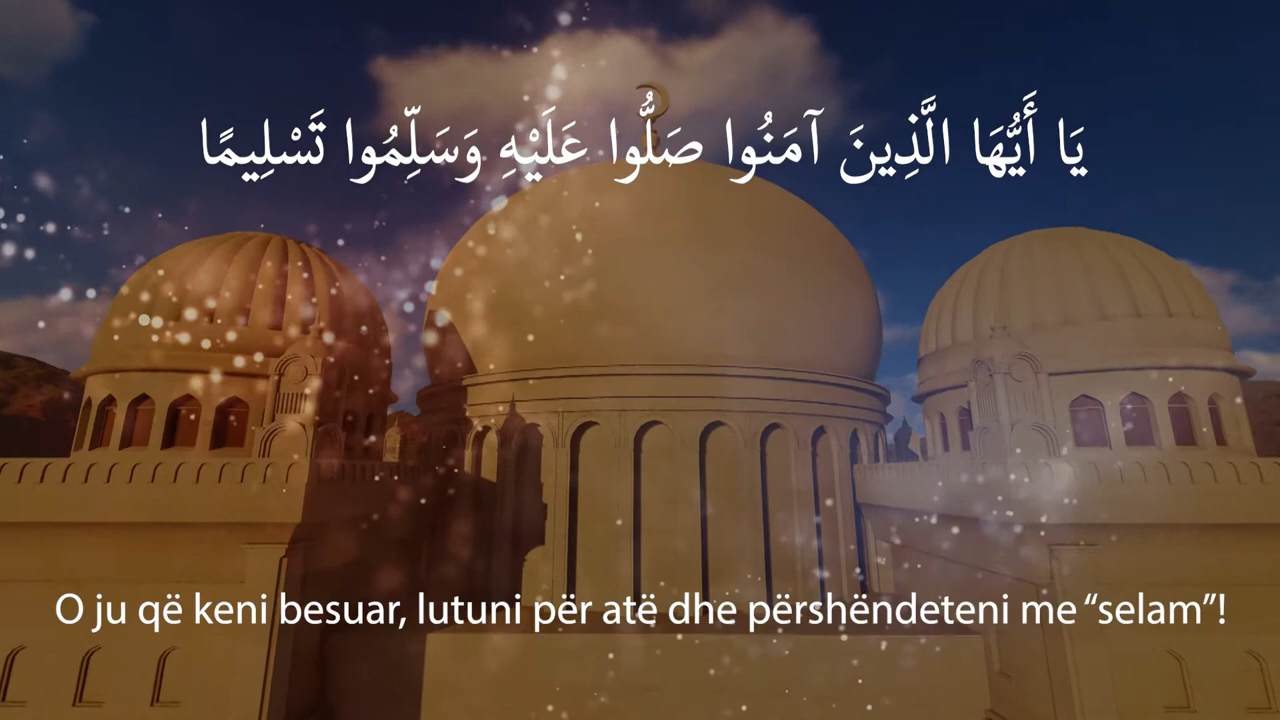 يَا أَيُّهَا الَّذِينَ آمَنُوا صَلُّوا عَلَيْهِ وَسَلِّمُوا تَسْلِيمًا
O ju që keni besuar, lutuni për atë dhe përshëndeteni me “selam”!